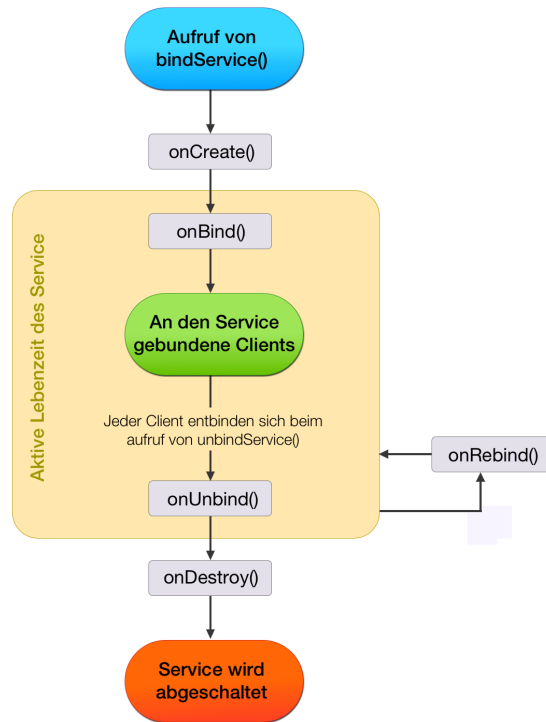 Aufruf von
bindService()
onCreate()
Aktive Lebenzeit des Service
onBind()
An den Service
gebundene Clients
Jeder Client entbinden sich beim
aufruf von unbindService()
onRebind()
onUnbind()
onDestroy()
Service wird
abgeschaltet